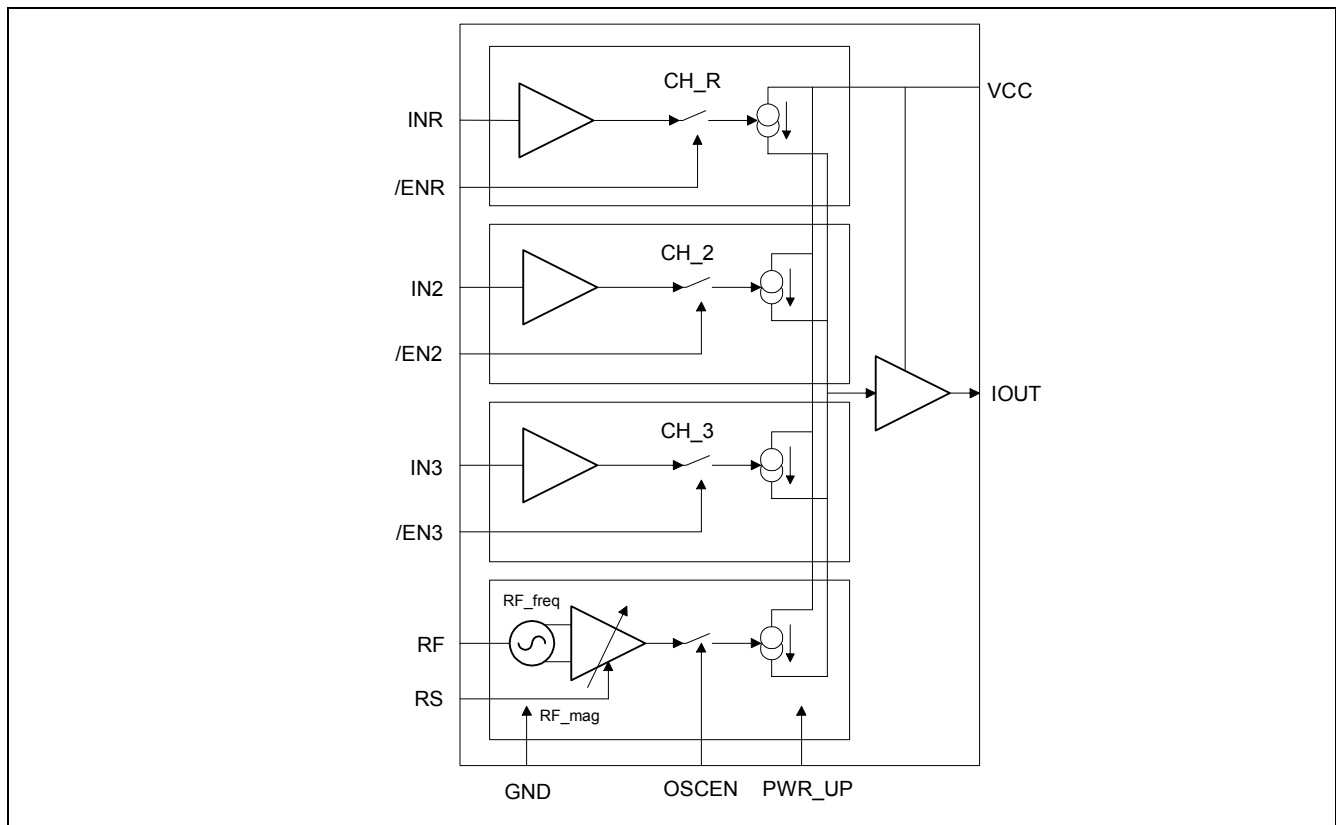 CH_R
VCC
INR
/ENR
CH_2
IN2
/EN2
IOUT
CH_3
IN3
/EN3
RF_freq
RF
RS
RF_mag
GND
OSCEN
PWR_UP